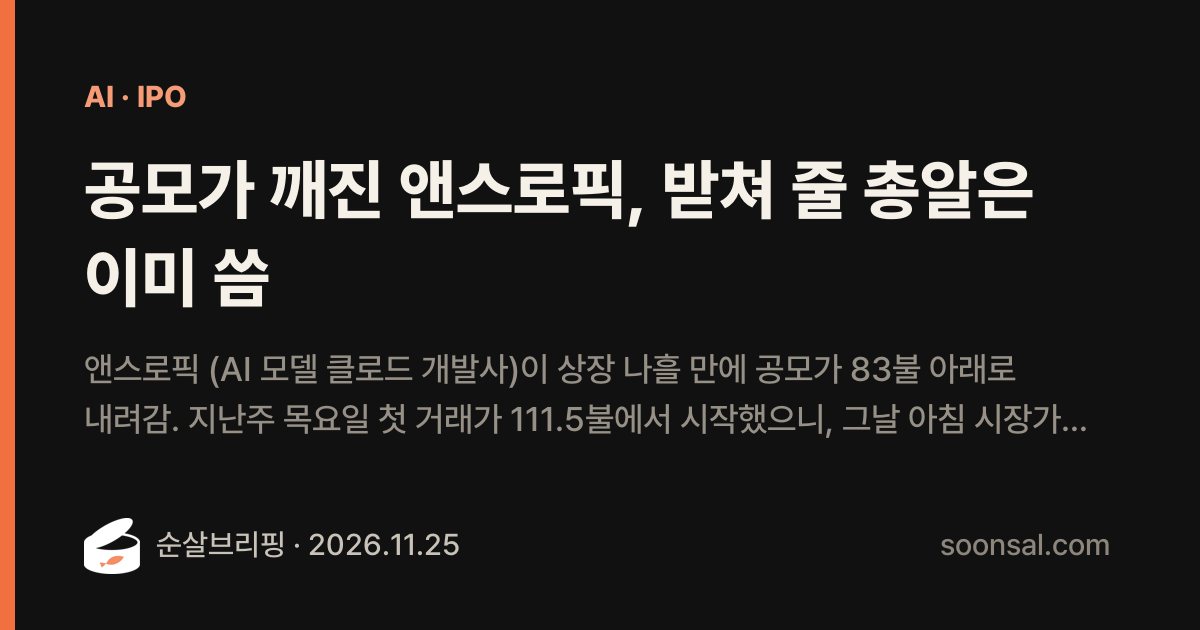 AI · IPO
공모가 깨진 앤스로픽, 받쳐 줄 총알은
이미 씀
앤스로픽 (AI 모델 클로드 개발사)이 상장 나흘 만에 공모가 83불 아래로
내려감. 지난주 목요일 첫 거래가 111.5불에서 시작했으니, 그날 아침 시장가...
순살브리핑 · 2026.11.25
soonsal.com